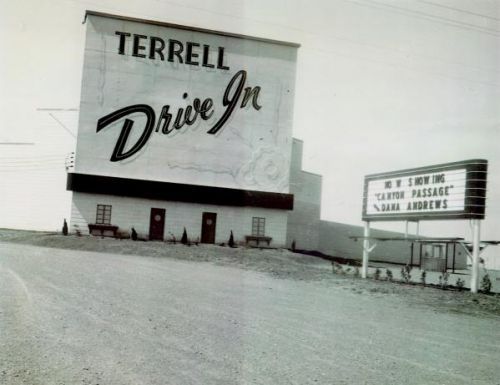 TERRELL
Drive In
NOW SHOWING
"CANYON PASSAGE"
DANA ANDREWS